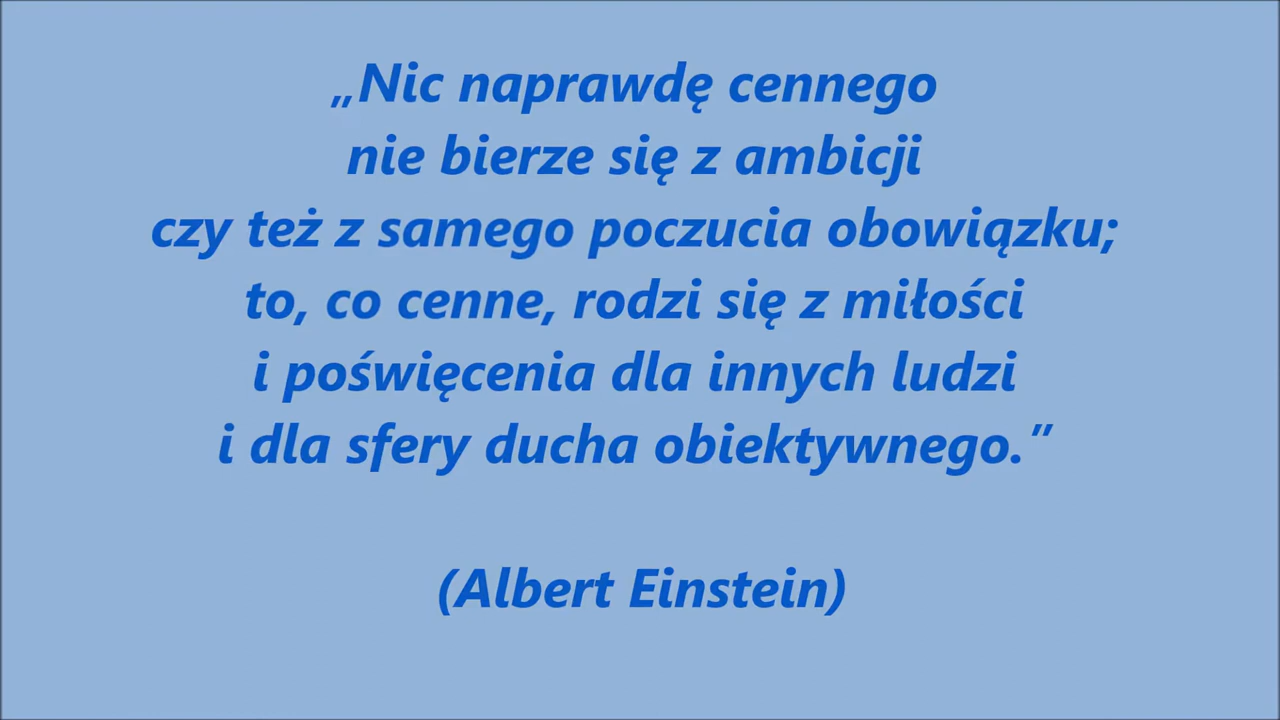 „Nic naprawdę cennego
nie bierze się z ambicji
czy też z samego poczucia obowiązku;
to, co cenne, rodzi się z miłości
i poświęcenia dla innych ludzi
i dla sfery ducha obiektywnego.”
(Albert Einstein)